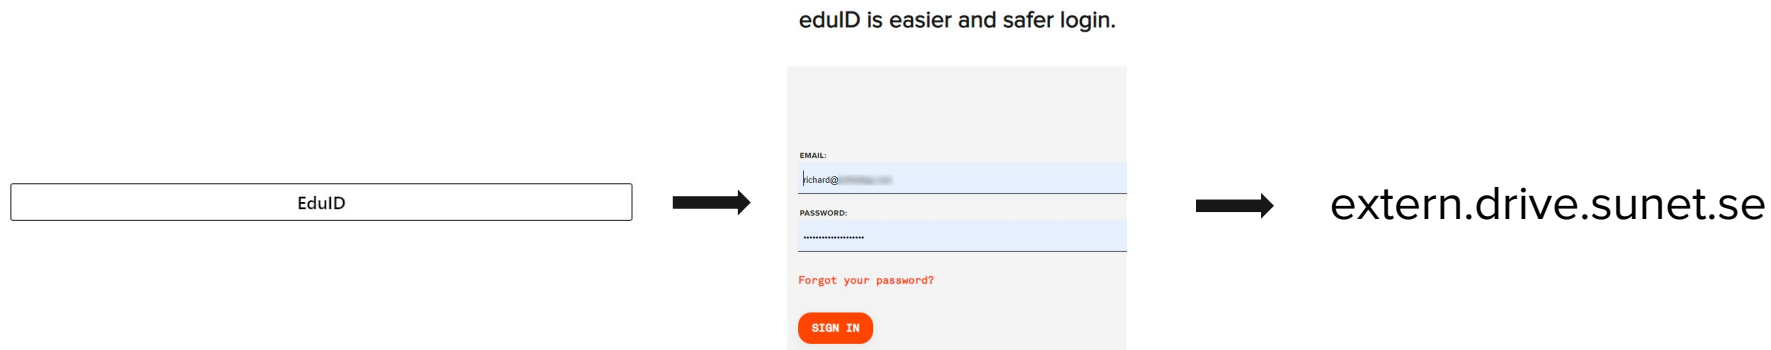 eduID is easier and safer login.
EduID
EMAIL:
richard@
PASSWORD:
Forgot your password?
SIGN IN
extern.drive.sunet.se